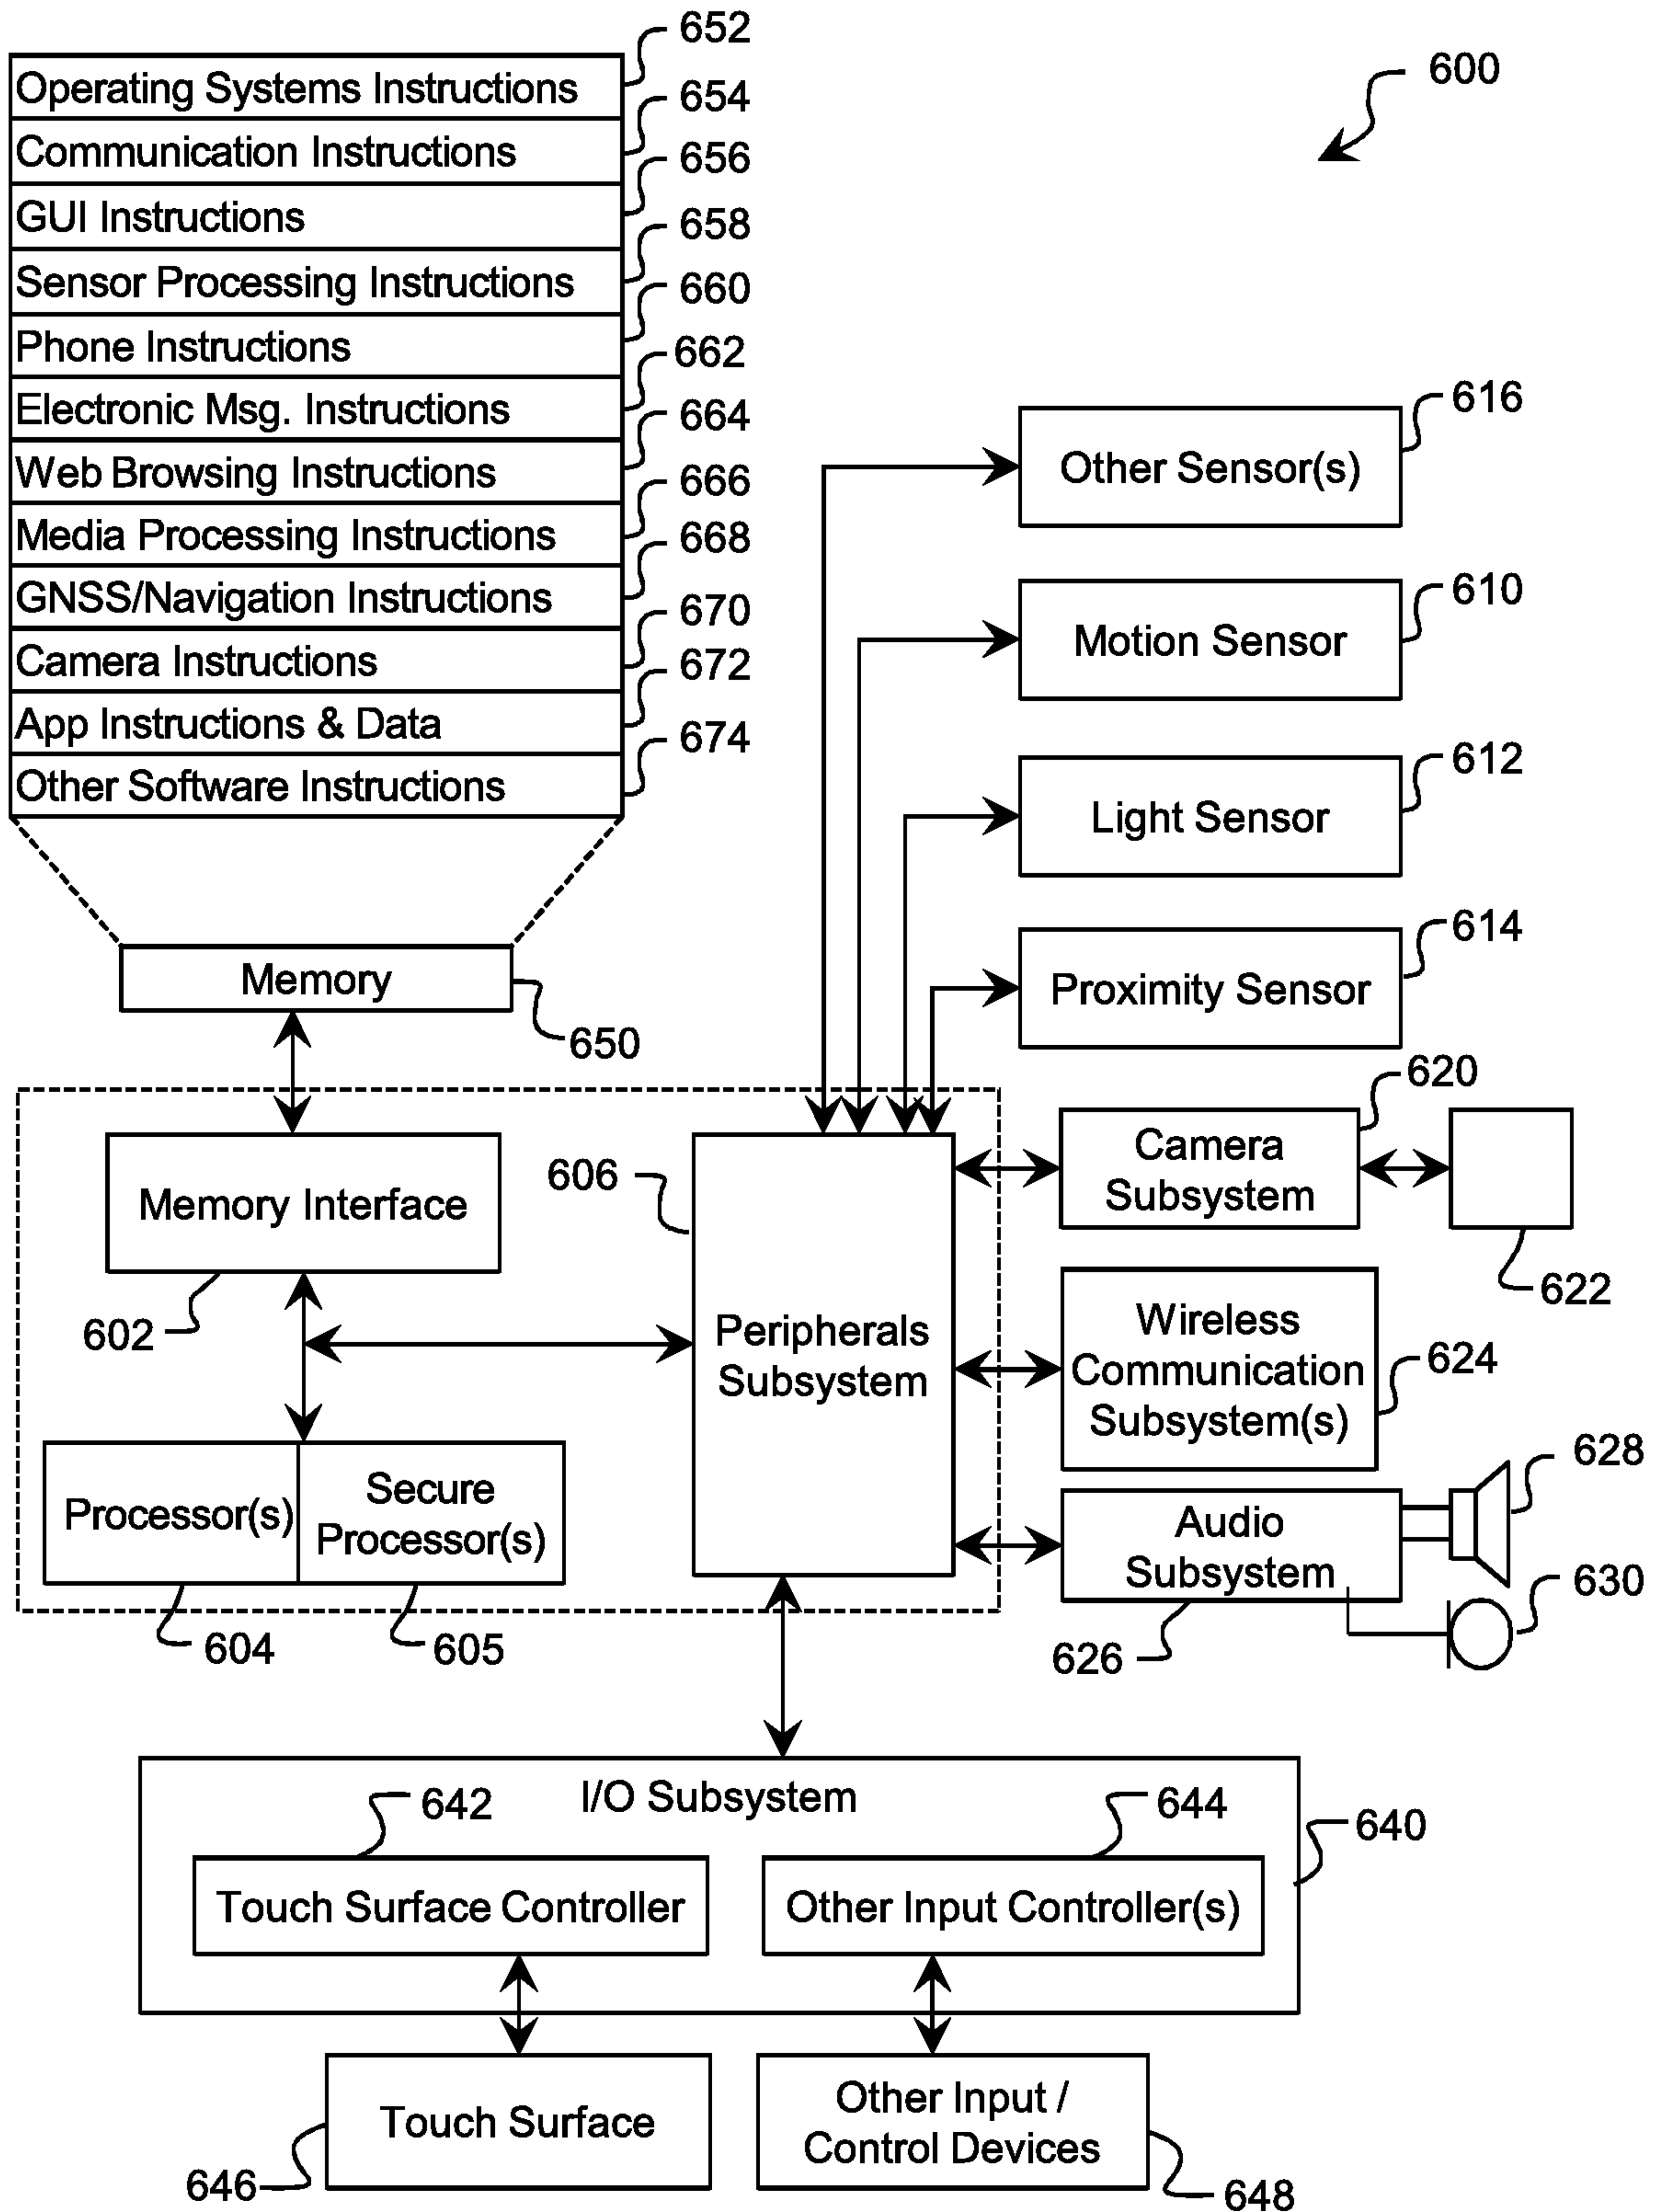 652
600
Operating Systems Instructions
654
Communication Instructions
656
GUI Instructions
658
Sensor Processing Instructions
660
Phone Instructions
662
Electronic Msg. Instructions
664
Web Browsing Instructions
666
Media Processing Instructions
668
GNSS/Navigation Instructions
670
Camera Instructions
672
App Instructions & Data
674
Other Software Instructions
616
Other Sensor(s)
610
Motion Sensor
612
Light Sensor
614
Proximity Sensor
Memory
650
620
Camera
Subsystem
622
Memory Interface
602
606
Peripherals
Subsystem
Wireless
Communication
Subsystem(s)
624
Processor(s)
604
Secure
Processor(s)
605
Audio
Subsystem
626
628
630
I/O Subsystem
640
642
Touch Surface Controller
644
Other Input Controller(s)
Touch Surface
646
Other Input /
Control Devices
648